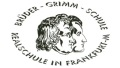 BRÜDER - GRIMM - SCHULE
REALSCHULE IN FRANKFURT/M.